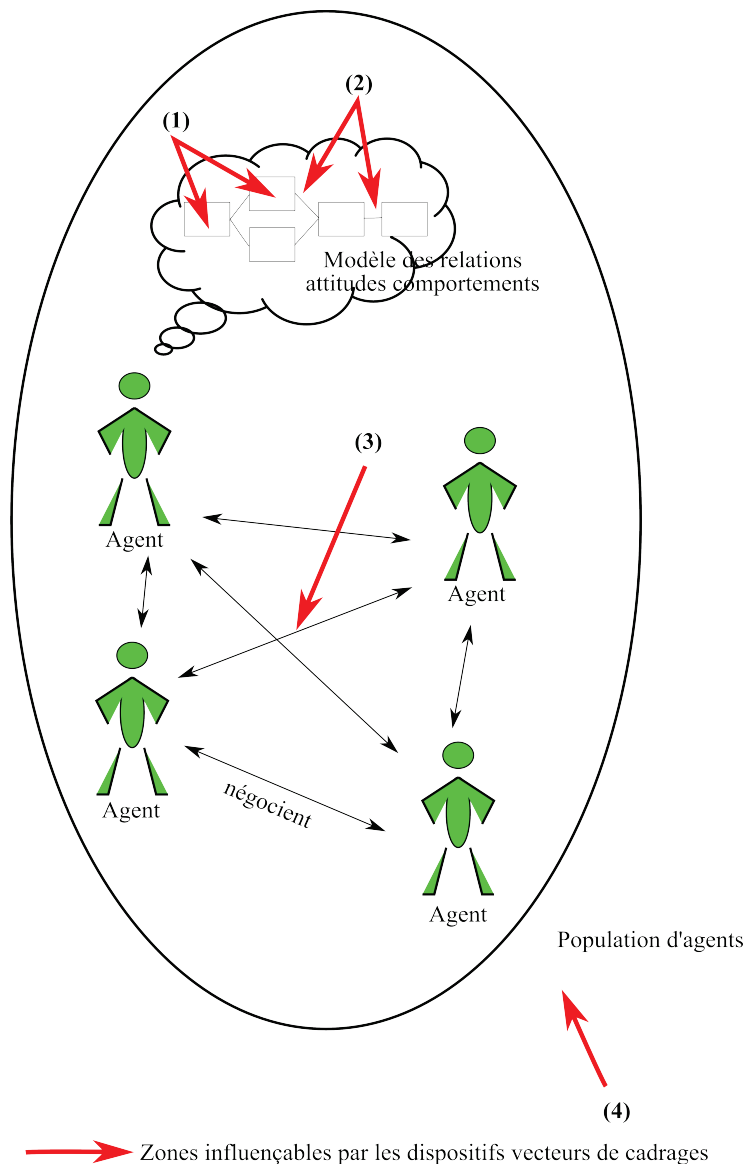 (2)
(1)
Modèle des relations
attitudes comportements
(3)
Agent
Agent
Agent
négocient
Agent
Population d'agents
(4)
Zones influençables par les dispositifs vecteurs de cadrages